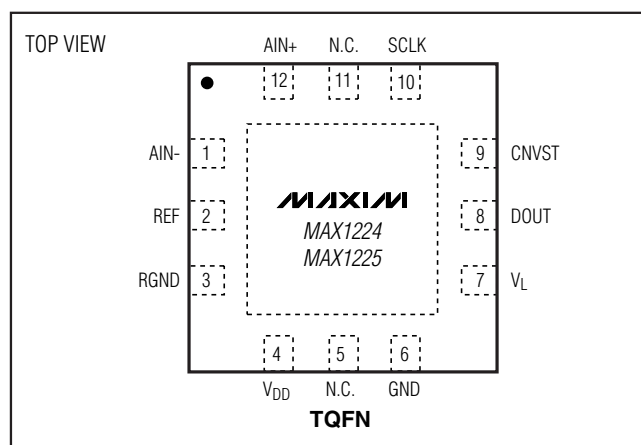 TOP VIEW
AIN+ N.C. SCLK
12 11 10
AIN- 1
9 CNVST
REF 2
8 DOUT
RGND 3
7 VL
MAXIM
MAX1224
MAX1225
4 5 6
VDD N.C. GND
TQFN